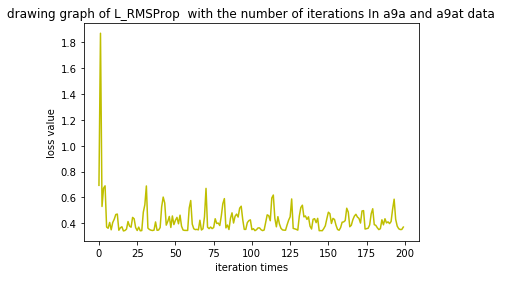 drawing graph of L_RMSProp with the number of iterations In a9a and a9at data
1.8
1.6
1.4
1.2
1.0
0.8
0.6
0.4
loss value
0 25 50 75 100 125 150 175 200
iteration times